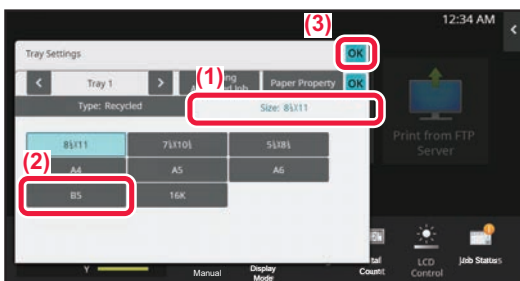 12:34 AM
(3)
Tray Settings
OK
(1)
Tray 1
Paper Property
OK
Type: Recycled
Size: 8½X11
8½X11
7¼X10½
5½X8½
(2)
A4
A5
A6
B5
16K
Print from FTP
Server
Y
Manual
Display
Mode
Count
LCD
Control
Job Status